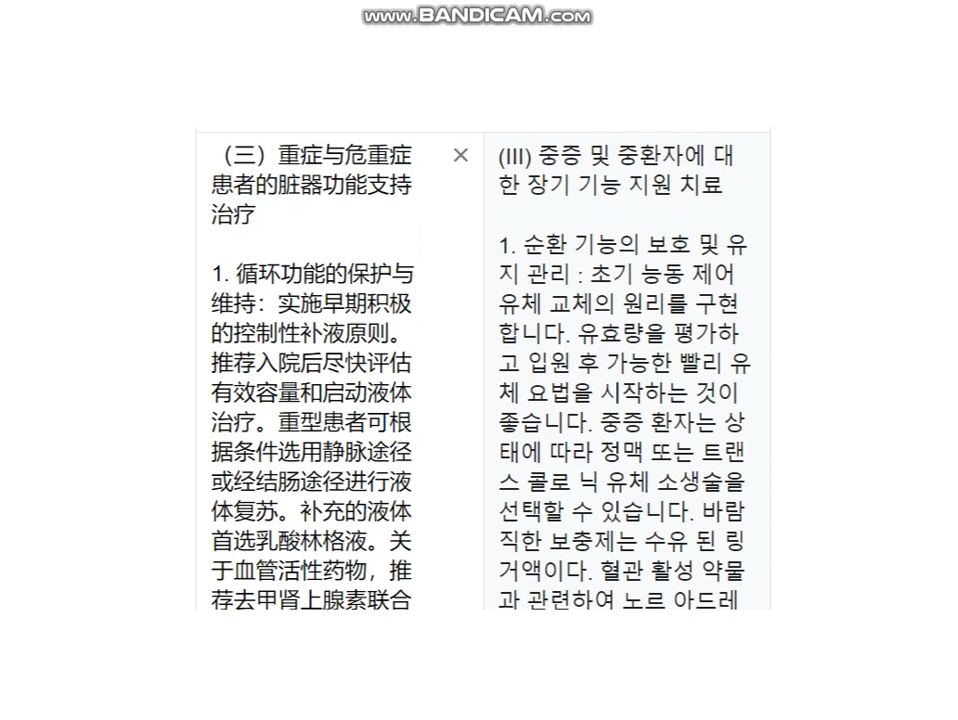 www.BANDICAM.com
（三）重症与危重症
患者的脏器功能支持
治疗
1. 循环功能的保护与
维持：实施早期积极
的控制性补液原则。
推荐入院后尽快评估
有效容量和启动液体
治疗。重型患者可根
据条件选用静脉途径
或经结肠途径进行液
体复苏。补充的液体
首选乳酸林格液。关
于血管活性药物，推
荐去甲肾上腺素联合
(III) 중증 및 중환자에 대
한 장기 기능 지원 치료
1. 순환 기능의 보호 및 유
지 관리 : 초기 능동 제어
유체 교체의 원리를 구현
합니다. 유효량을 평가하
고 입원 후 가능한 빨리 유
체 요법을 시작하는 것이
좋습니다. 중증 환자는 상
태에 따라 정맥 또는 트랜
스 콜로 닉 유체 소생술을
선택할 수 있습니다. 바람
직한 보충제는 수유 된 링
거액이다. 혈관 활성 약물
과 관련하여 노르 아드레